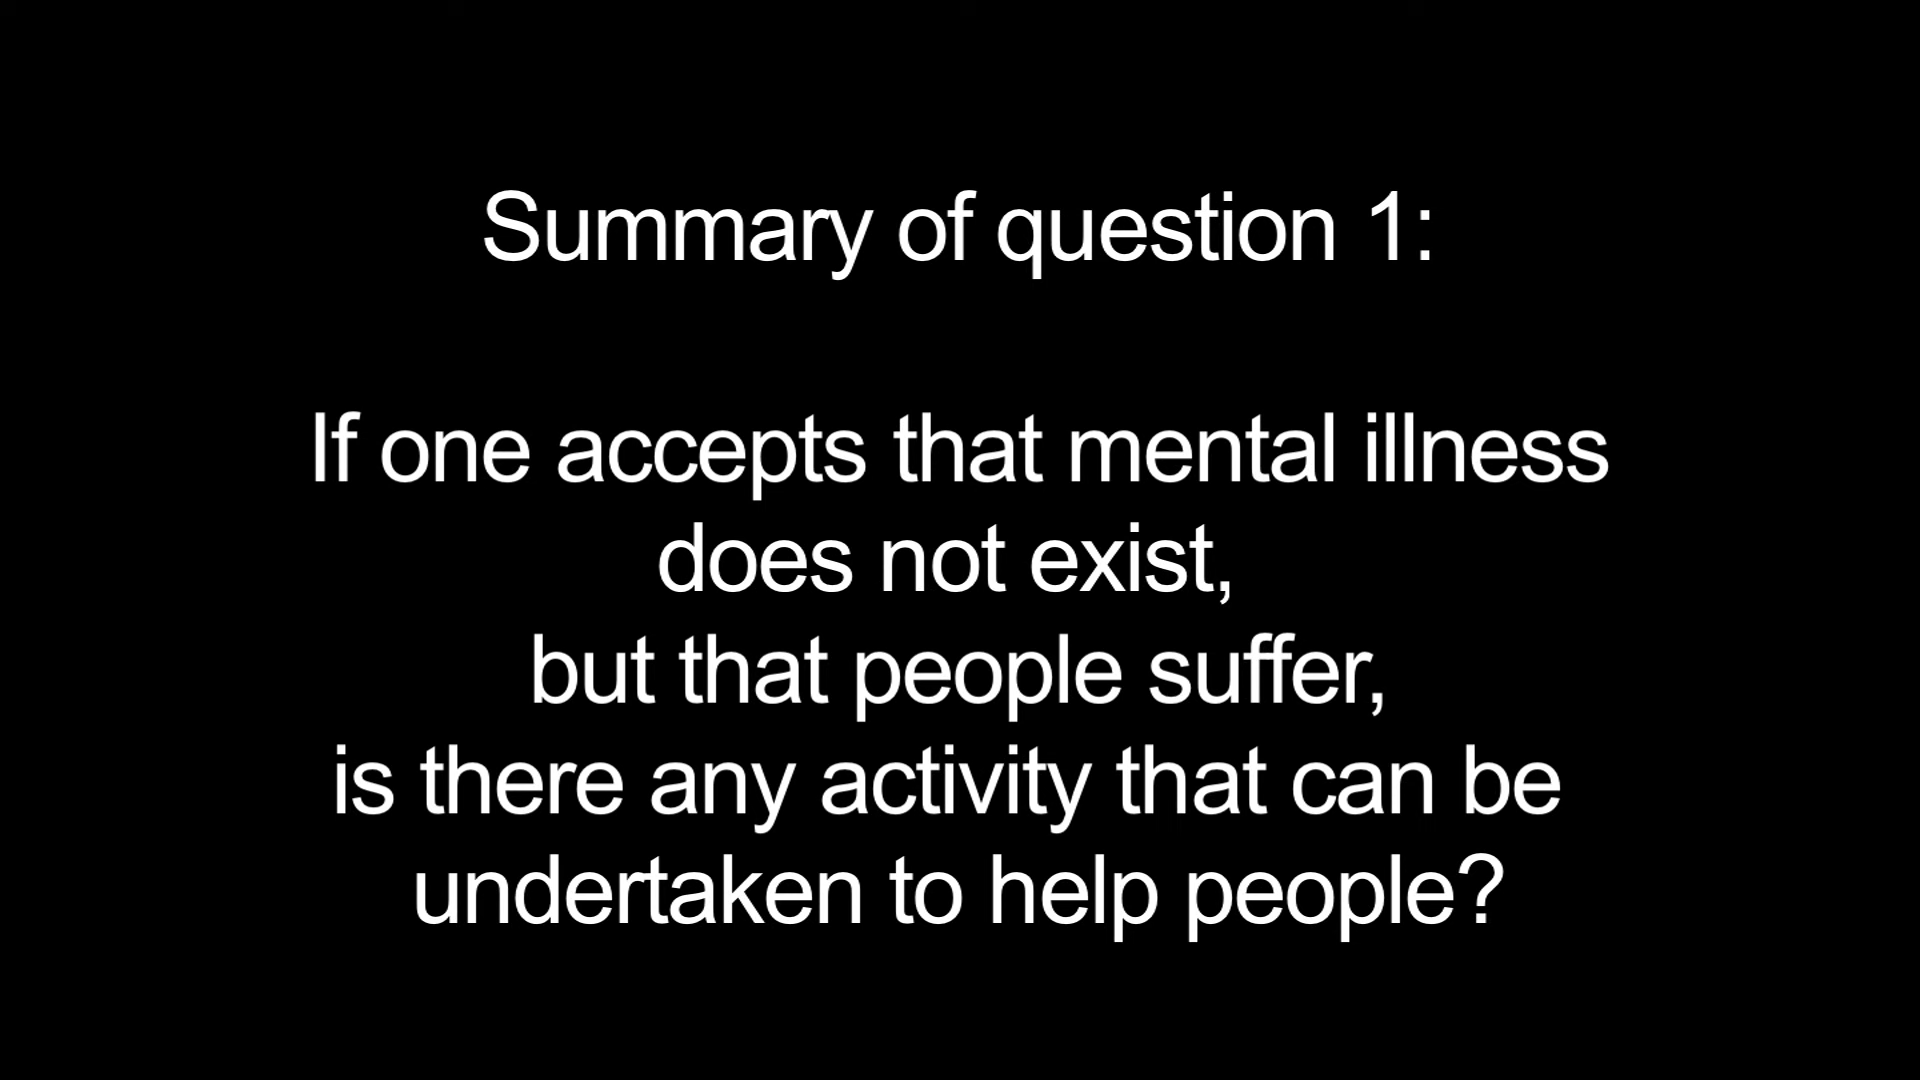 Summary of question 1:
If one accepts that mental illness
does not exist,
but that people suffer,
is there any activity that can be
undertaken to help people?